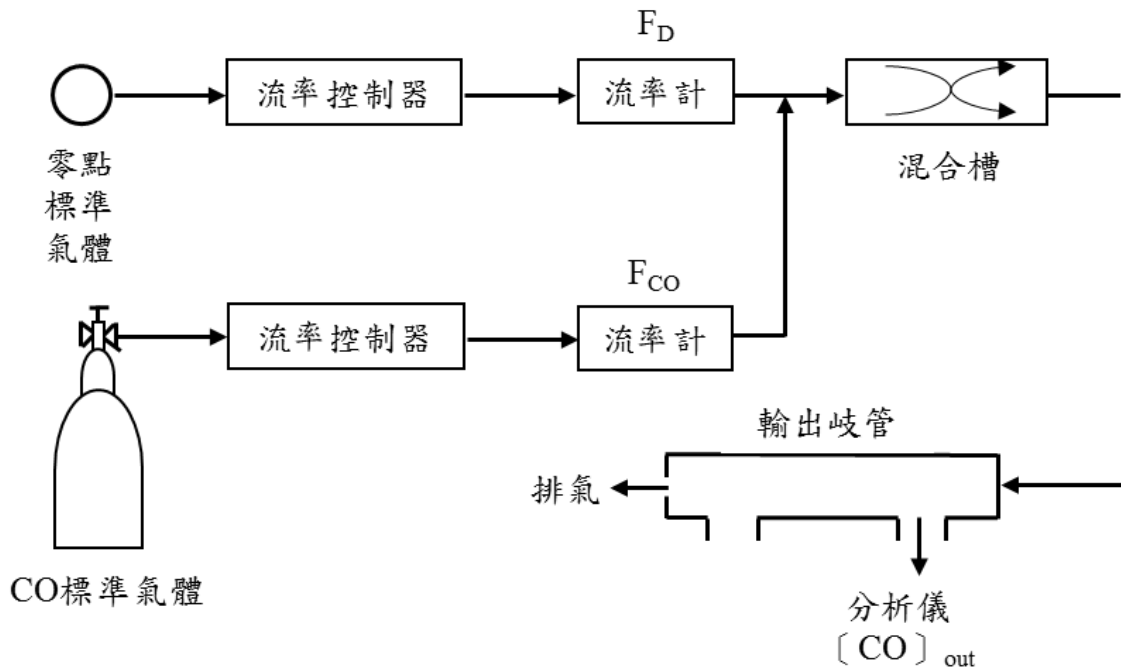 F_D
流率控制器
流率計
混合槽
零點
標準
氣體
F_CO
流率控制器
流率計
輸出岐管
排氣
CO標準氣體
分析儀
〔CO〕out